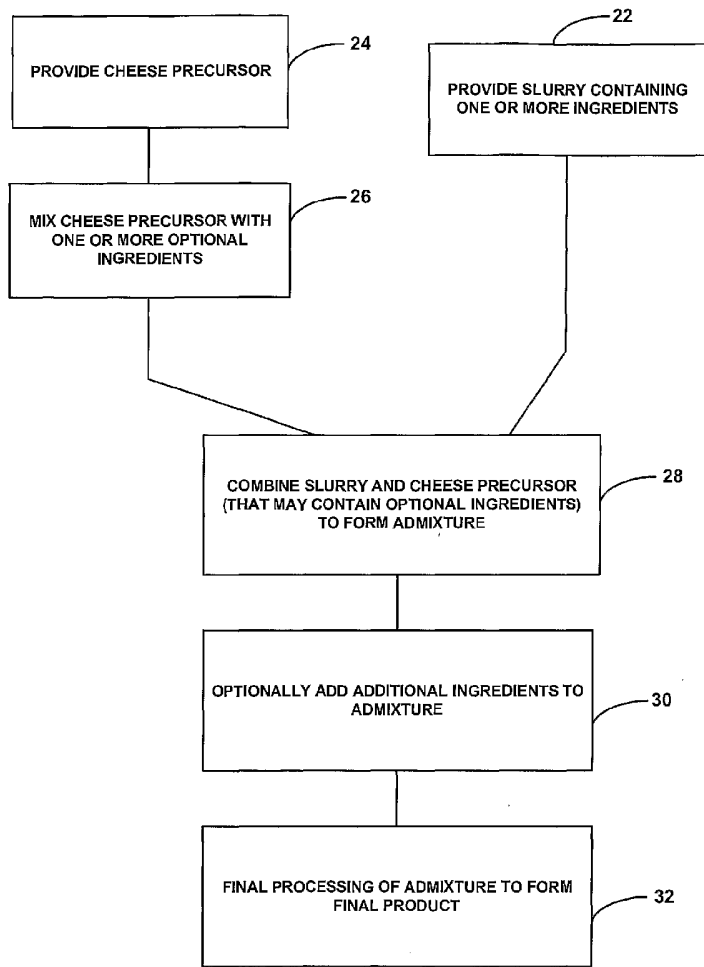 24
PROVIDE CHEESE PRECURSOR
22
PROVIDE SLURRY CONTAINING
ONE OR MORE INGREDIENTS
26
MIX CHEESE PRECURSOR WITH
ONE OR MORE OPTIONAL
INGREDIENTS
COMBINE SLURRY AND CHEESE PRECURSOR
(THAT MAY CONTAIN OPTIONAL INGREDIENTS)
TO FORM ADMIXTURE
28
OPTIONALLY ADD ADDITIONAL INGREDIENTS TO
ADMIXTURE
30
FINAL PROCESSING OF ADMIXTURE TO FORM
FINAL PRODUCT
32